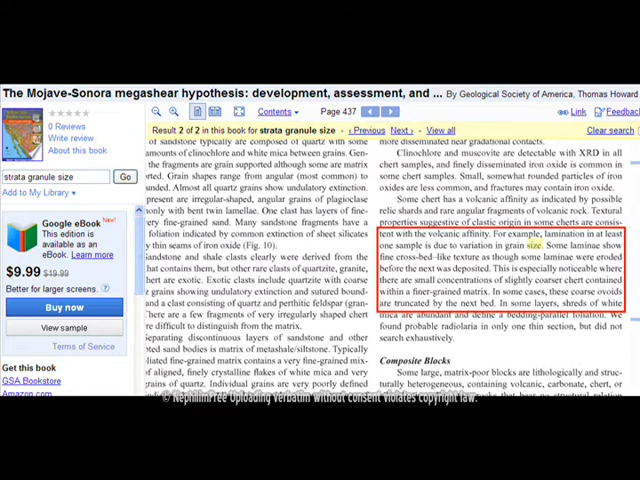 The Mojave-Sonora megashear hypothesis: development, assessment, and ... By Geological Society of America, Thomas Howard
0 Reviews
Write review
About this book
strata granule size Go
Add to My Library
Google eBook New!
This edition is
available as an
eBook. Learn more
$9.99 $19.99
Better for larger screens.
Buy now
View sample
Terms of Service
Get this book
GSA Bookstore
Amazon.com
Contents Page 437 Link Feedback
Result 2 of 2 in this book for strata granule size - ‹ Previous Next › - View all Clear search
of sandstone typically are composed of quartz with some
amounts of clinochlore and white mica between grains. Gen-
the fragments are grain supported although some are matrix
ed. Grain shapes range from angular (most common) to
unded. Almost all quartz grains show undulatory extinction.
present are irregular-shaped, angular grains of plagioclase
monly with bent twin lamellae. One clast has layers of fine-
very fine-grained sand. Many sandstone fragments have
foliation indicated by common extinction of sheet silicates
by thin seams of iron oxide (Fig. 10).
Sandstone and shale clasts clearly were derived from the
that contains them, but other rare clasts of quartzite, granite,
chert are exotic. Exotic clasts include quartzite with coarse
grains showing undulatory extinction and sutured bound-
and a clast consisting of quartz and perthitic feldspar (gran-
There are a few fragments of very irregularly shaped chert
re difficult to distinguish from the matrix.
Separating discontinuous layers of sandstone and other
ted sand bodies is matrix of metashale/siltstone. Typically
oliated fine-grained matrix contains a very fine-grained mix-
of aligned, finely crystalline flakes of white mica and very
grains of quartz. Individual grains are very poorly defined
more disseminated near gradational contacts.
Clinochlore and muscovite are detectable with XRD in all
chert samples, and finely disseminated iron oxide is common in
all chert samples. Small, somewhat rounded particles of iron
oxides are less common, and fractures may contain iron oxide.
Some chert has a volcanic affinity as indicated by possible
relic shards and rare angular fragments of volcanic rock. Textural
properties suggestive of clastic origin in some cherts are consis-
tent with the volcanic affinity. For example, lamination in at least
one sample is due to variation in grain size. Some laminae show
fine cross-bed–like texture as though some laminae were eroded
before the next was deposited. This is especially noticeable where
there are small concentrations of slightly coarser chert contained
within a finer-grained matrix. In some cases, these coarse ovoids
are truncated by the next bed. In some layers, shreds of white
mica are abundant and define a bedding-parallel foliation. We
found probable radiolaria in only one thin section, but did not
search exhaustively.
Composite Blocks
Some large, matrix-poor blocks are lithologically and struc-
turally heterogeneous, containing volcanic, carbonate, chert, or
© NephilimFree Uploading verbatim without consent violates copyright law.